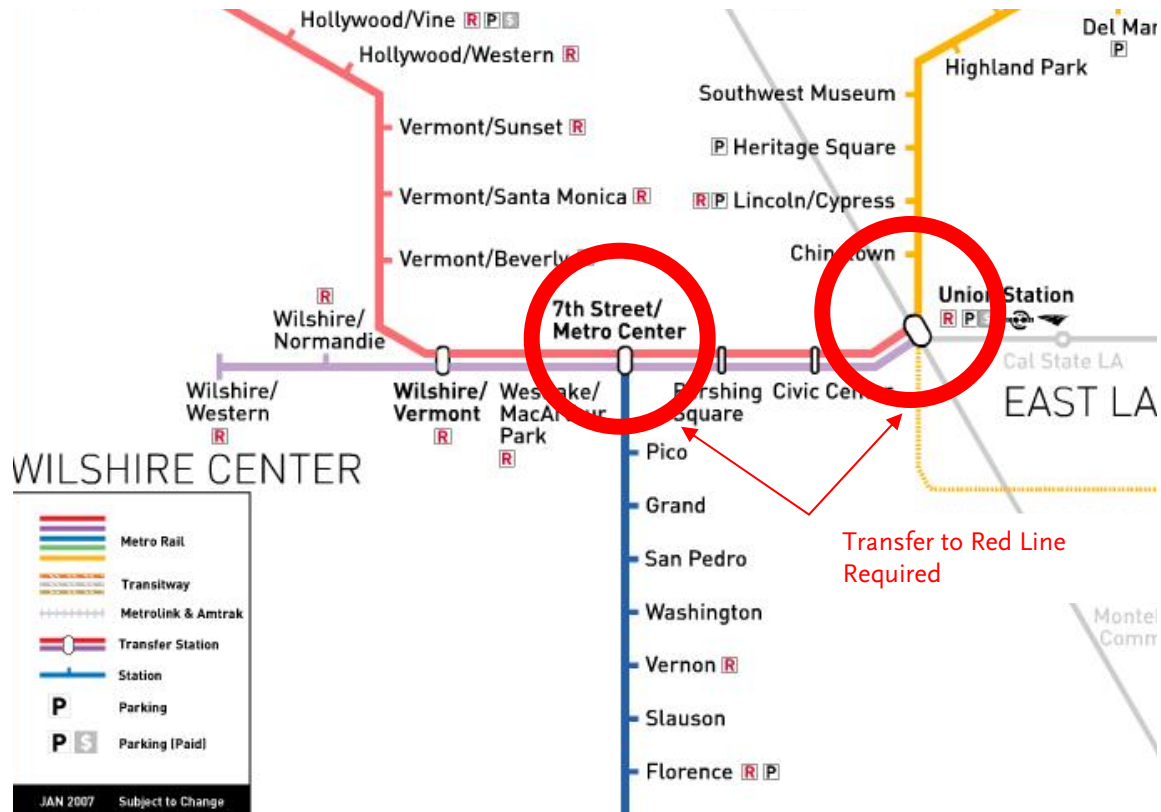 Hollywood/Vine R P $
Hollywood/Western R
Vermont/Sunset R
Vermont/Santa Monica R
Vermont/Beverly
R
Wilshire/
Normandie
Wilshire/
Western
R
Wilshire/
Vermont
R
Westlake/
MacArthur
Park
R
7th Street/
Metro Center
Pershing
Square
Civic Center
Del Mar
P
Highland Park
Southwest Museum
P Heritage Square
R P Lincoln/Cypress
Chinatown
Union Station
R P $
Cal State LA
EAST LA
WILSHIRE CENTER
Pico
Grand
San Pedro
Washington
Vernon R
Slauson
Florence R P
Transfer to Red Line
Required
Metro Rail
Transitway
Metrolink & Amtrak
Transfer Station
Station
P Parking
P $ Parking (Paid)
JAN 2007 Subject to Change